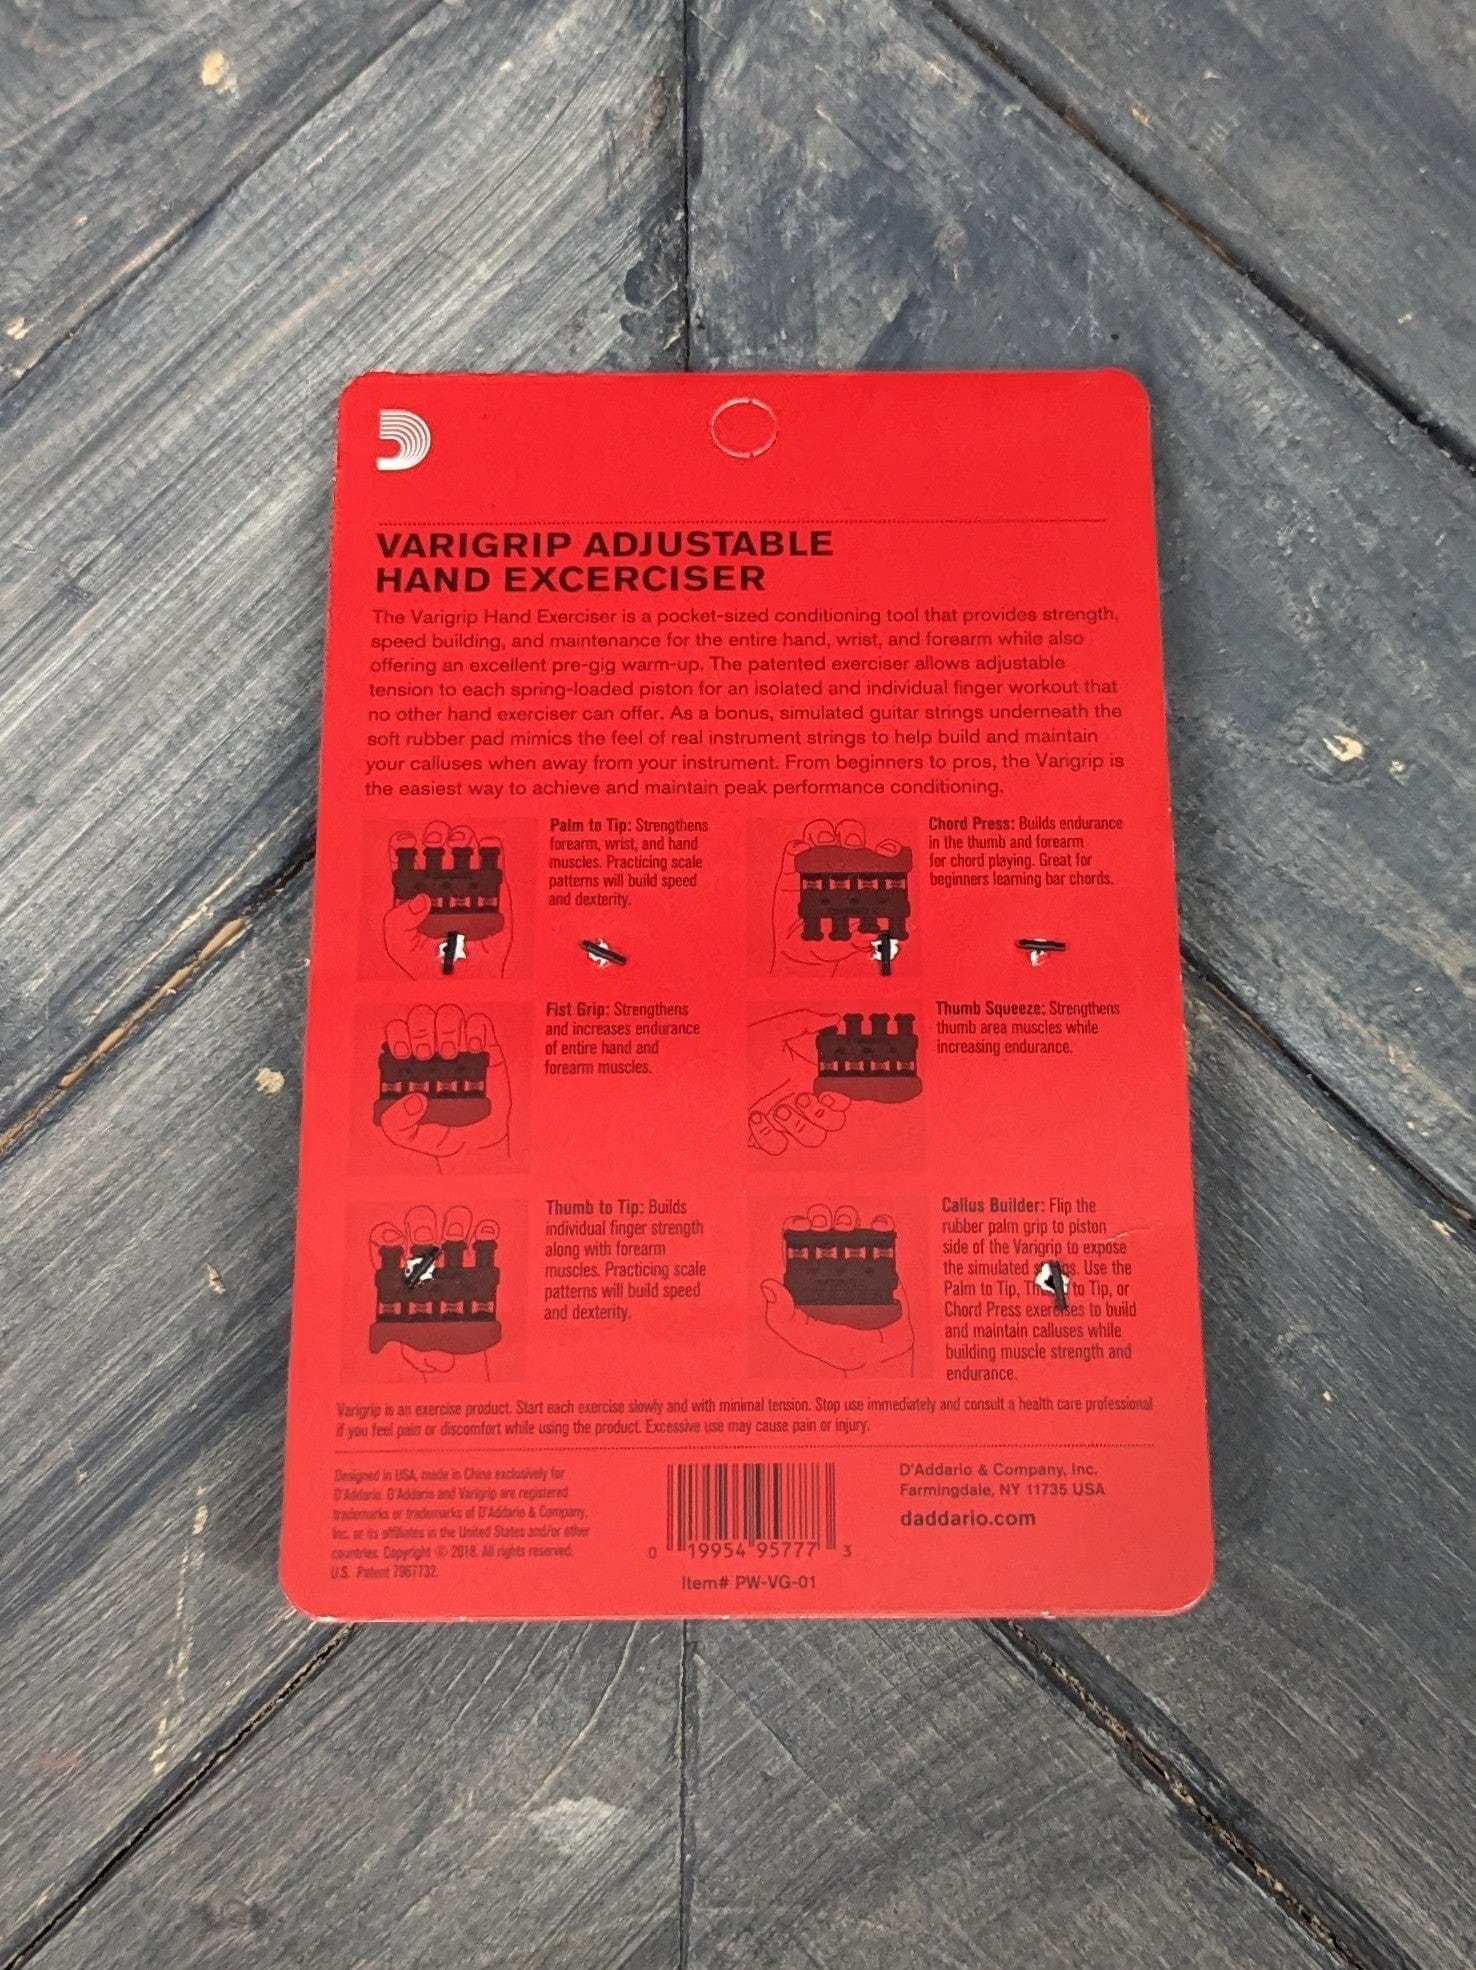 VARIGRIP ADJUSTABLE
HAND EXCERCISER
The Varigrip Hand Exerciser is a pocket-sized conditioning tool that provides strength,
speed building, and maintenance for the entire hand, wrist, and forearm while also
offering an excellent pre-gig warm-up. The patented exerciser allows adjustable
tension to each spring-loaded piston for an isolated and individual finger workout that
no other hand exerciser can offer. As a bonus, simulated guitar strings underneath the
soft rubber pad mimics the feel of real instrument strings to help build and maintain
your calluses when away from your instrument. From beginners to pros, the Varigrip is
the easiest way to achieve and maintain peak performance conditioning.
Palm to Tip: Strengthens
forearm, wrist, and hand
muscles. Practicing scale
patterns will build speed
and dexterity.
Chord Press: Builds endurance
in the thumb and forearm
for chord playing. Great for
beginners learning bar chords.
Fist Grip: Strengthens
and increases endurance
of entire hand and
forearm muscles.
Thumb Squeeze: Strengthens
thumb area muscles while
increasing endurance.
Thumb to Tip: Builds
individual finger strength
along with forearm
muscles. Practicing scale
patterns will build speed
and dexterity.
Callus Builder: Flip the
rubber palm grip to piston
side of the Varigrip to expose
the simulated Use the
Palm to Tip, to Tip, or
Chord Press exercises to build
and maintain calluses while
building muscle strength and
endurance.
Varigrip is an exercise product. Start each exercise slowly and with minimal tension. Stop use immediately and consult a health care professional
if you feel pain or discomfort while using the product. Excessive use may cause pain or injury.
Designed in USA, made in China exclusively for
D'Addario. D'Addario and Varigrip are registered
trademarks or trademarks of D'Addario & Company,
Inc. or its affiliates in the United States and/or other
countries. Copyright © 2018. All rights reserved.
U.S. Patent 7967732.
0 19954 95777 3
Item# PW-VG-01
D'Addario & Company, Inc.
Farmingdale, NY 11735 USA
daddario.com